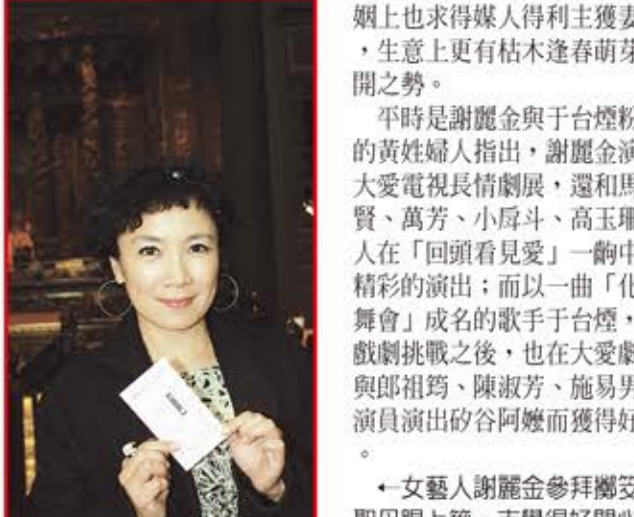 姻上也求得媒人得利主獲妻
，生意上更有枯木逢春萌芽
開之勢。
平時是謝麗金與于台煙粉
的黃姓婦人指出，謝麗金演
大愛電視長情劇展，還和馬
賢、萬芳、小戽斗、高玉珊
人在「回頭看見愛」一齣中
精彩的演出；而以一曲「化
舞會」成名的歌手于台煙，
戲劇挑戰之後，也在大愛劇
與郎祖筠、陳淑芳、施易男
演員演出矽谷阿嬤而獲得好
。
←女藝人謝麗金參拜擲筊